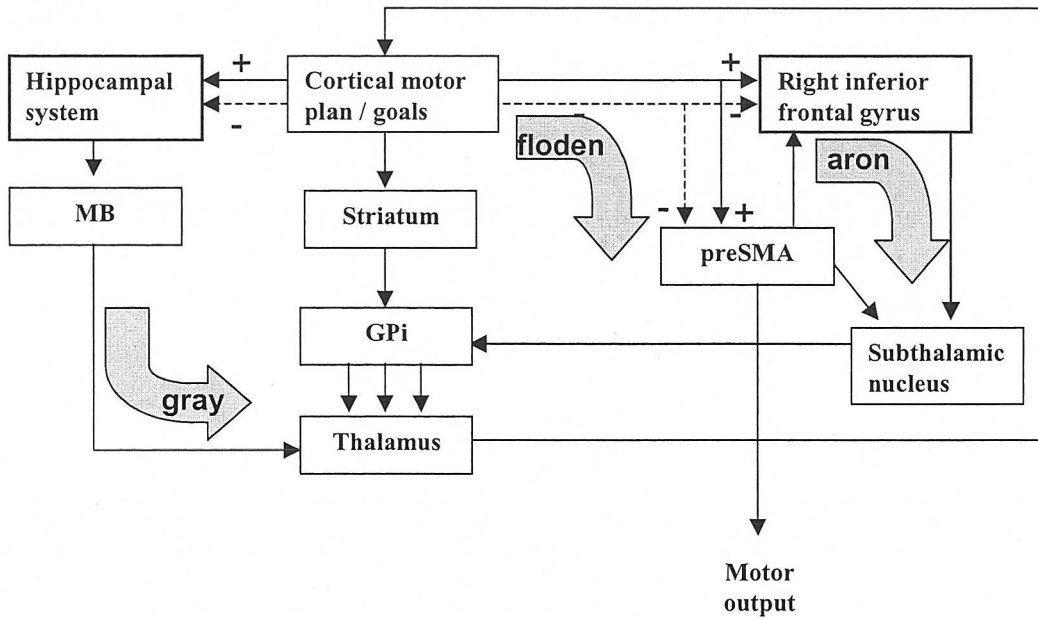 Hippocampal
system
+
-
Cortical motor
plan / goals
+
-
Right inferior
frontal gyrus
floden
-
aron
MB
Striatum
-
+
preSMA
GPi
Subthalamic
nucleus
gray
Thalamus
Motor
output